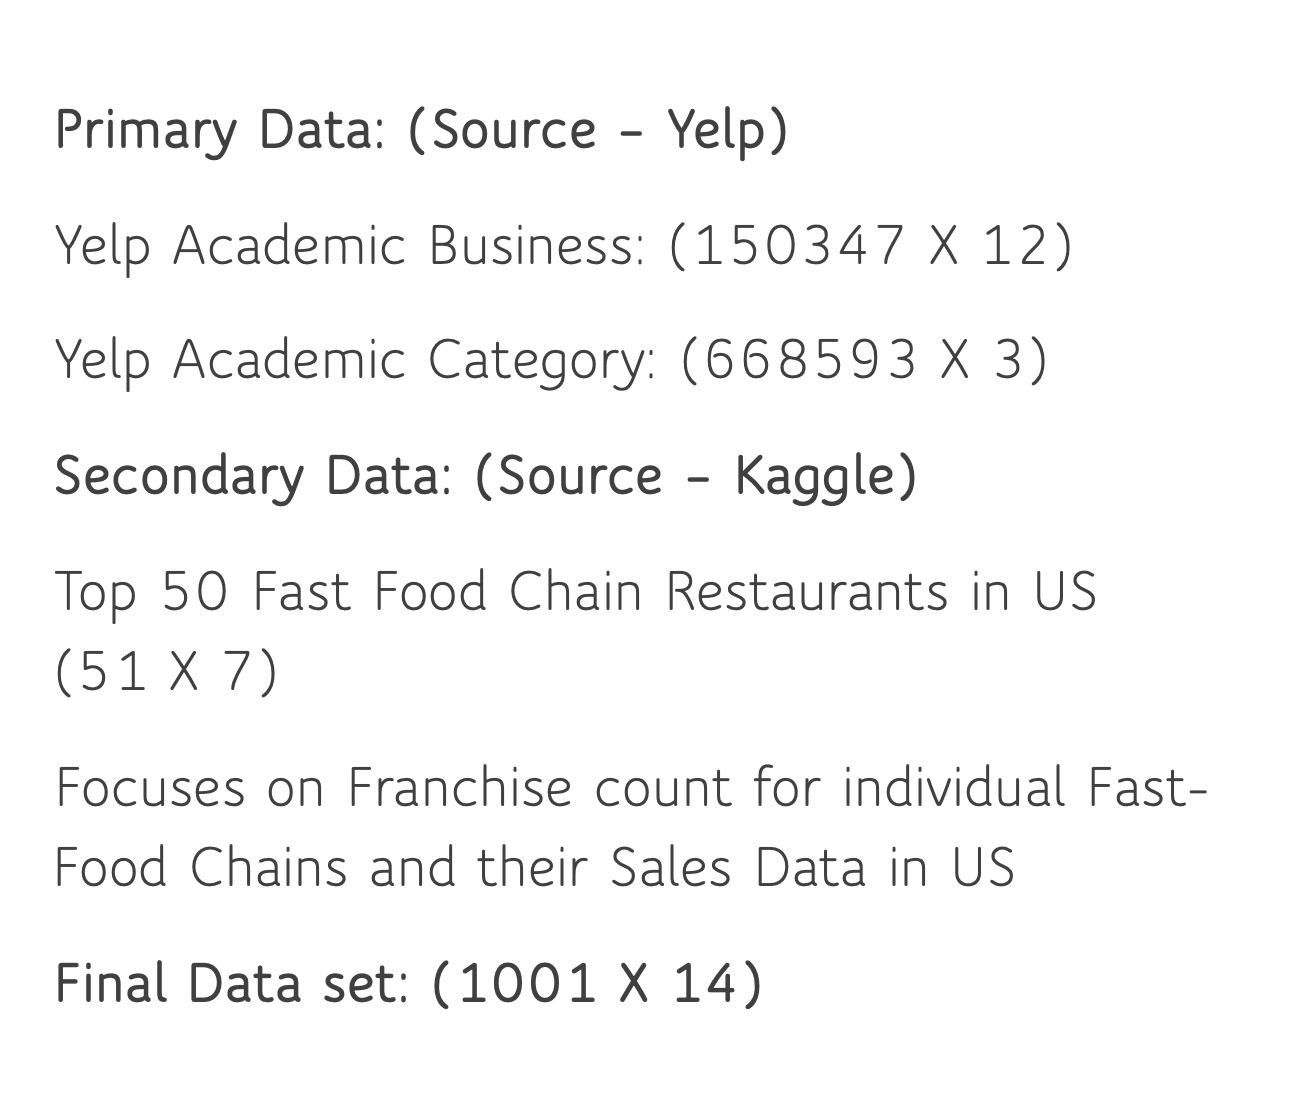 Primary Data: (Source – Yelp)
Yelp Academic Business: (150347 X 12)
Yelp Academic Category: (668593 X 3)
Secondary Data: (Source – Kaggle)
Top 50 Fast Food Chain Restaurants in US
(51 X 7)
Focuses on Franchise count for individual Fast-
Food Chains and their Sales Data in US
Final Data set: (1001 X 14)